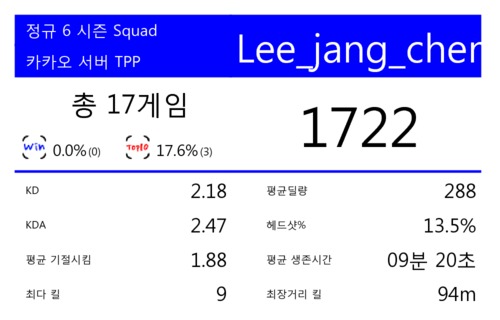 정규 6 시즌 Squad
카카오 서버 TPP
Lee_jang_cher
총 17게임
Win 0.0% (0) TOP10 17.6% (3)
1722
KD 2.18
평균딜량 288
KDA 2.47
헤드샷% 13.5%
평균 기절시킴 1.88
평균 생존시간 09분 20초
최다 킬 9
최장거리 킬 94m